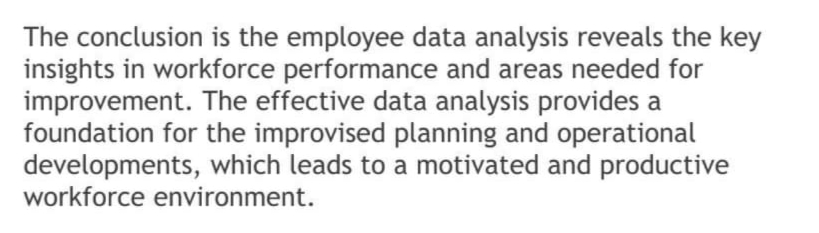 The conclusion is the employee data analysis reveals the key
insights in workforce performance and areas needed for
improvement. The effective data analysis provides a
foundation for the improvised planning and operational
developments, which leads to a motivated and productive
workforce environment.